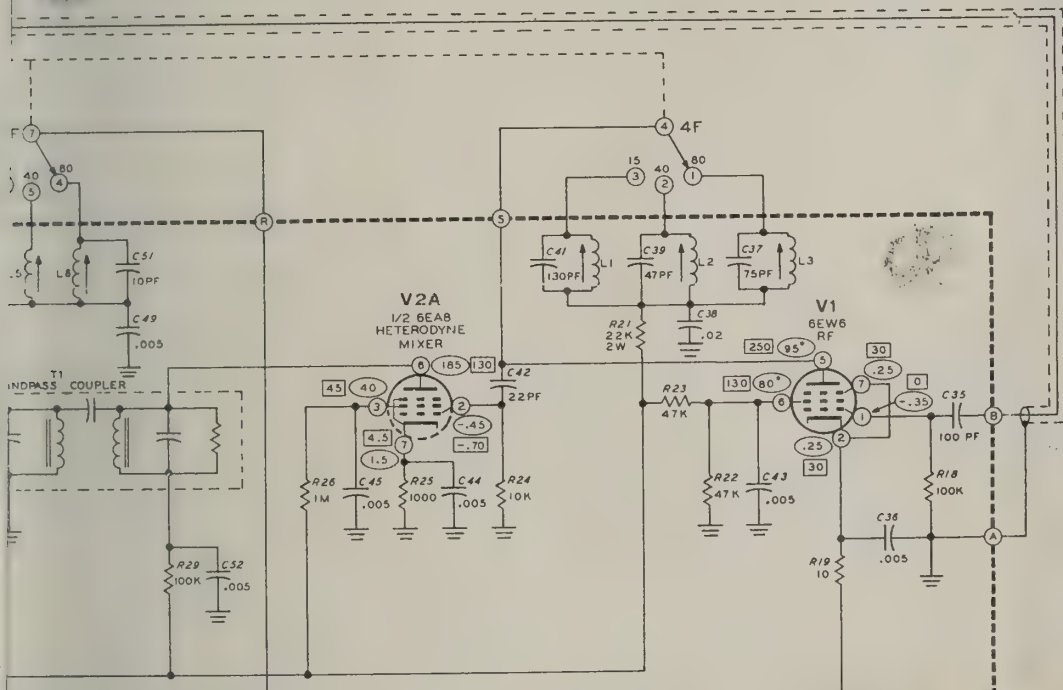 4F
F 7
4
15
40
80
3
2
1
40
80
5
4
R
S
L5
L8
C51
10PF
C49
.005
C41
130PF
L1
C39
47PF
L2
C37
75PF
L3
V2A
1/2 6EA8
HETERODYNE
MIXER
R21
22K
2W
C38
.02
V1
6EW6
RF
T1
NDPASS COUPLER
6
185
130
C42
22PF
45
40
3
2
-.45
-.70
4.5
7
1.5
R23
47K
250
95*
5
30
.25
7
130
80*
6
0
-.35
1
2
.25
30
C35
100 PF
B
R26
1M
C45
.005
R25
1000
C44
.005
R24
10K
R22
47K
C43
.005
R18
100K
C36
.005
A
R19
10
R29
100K
C52
.005